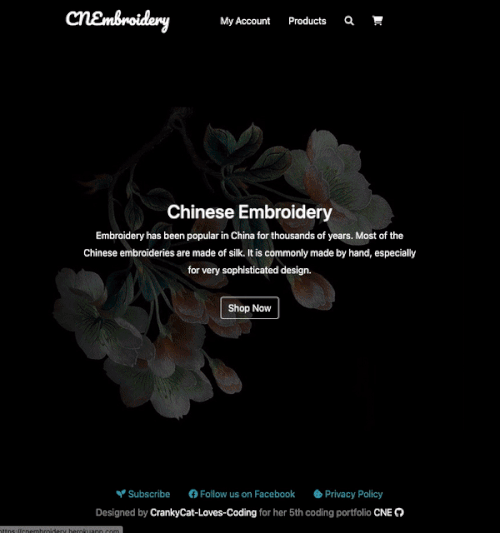 CNEmbroidery My Account Products
Chinese Embroidery
Embroidery has been popular in China for thousands of years. Most of the
Chinese embroideries are made of silk. It is commonly made by hand, especially
for very sophisticated design.
Shop Now
Subscribe Follow us on Facebook Privacy Policy
Designed by CrankyCat-Loves-Coding for her 5th coding portfolio CNE
https://cnembroidery.herokuapp.com